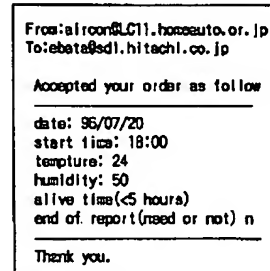 From:aircon@LC11.homeauto.or.jp
To:ebata@sdl.hitachi.co.jp
Accepted your order as follow
date: 96/07/20
start time: 18:00
tempture: 24
humidity: 50
alive time(<5 hours)
end of report(need or not) n
Thank you.